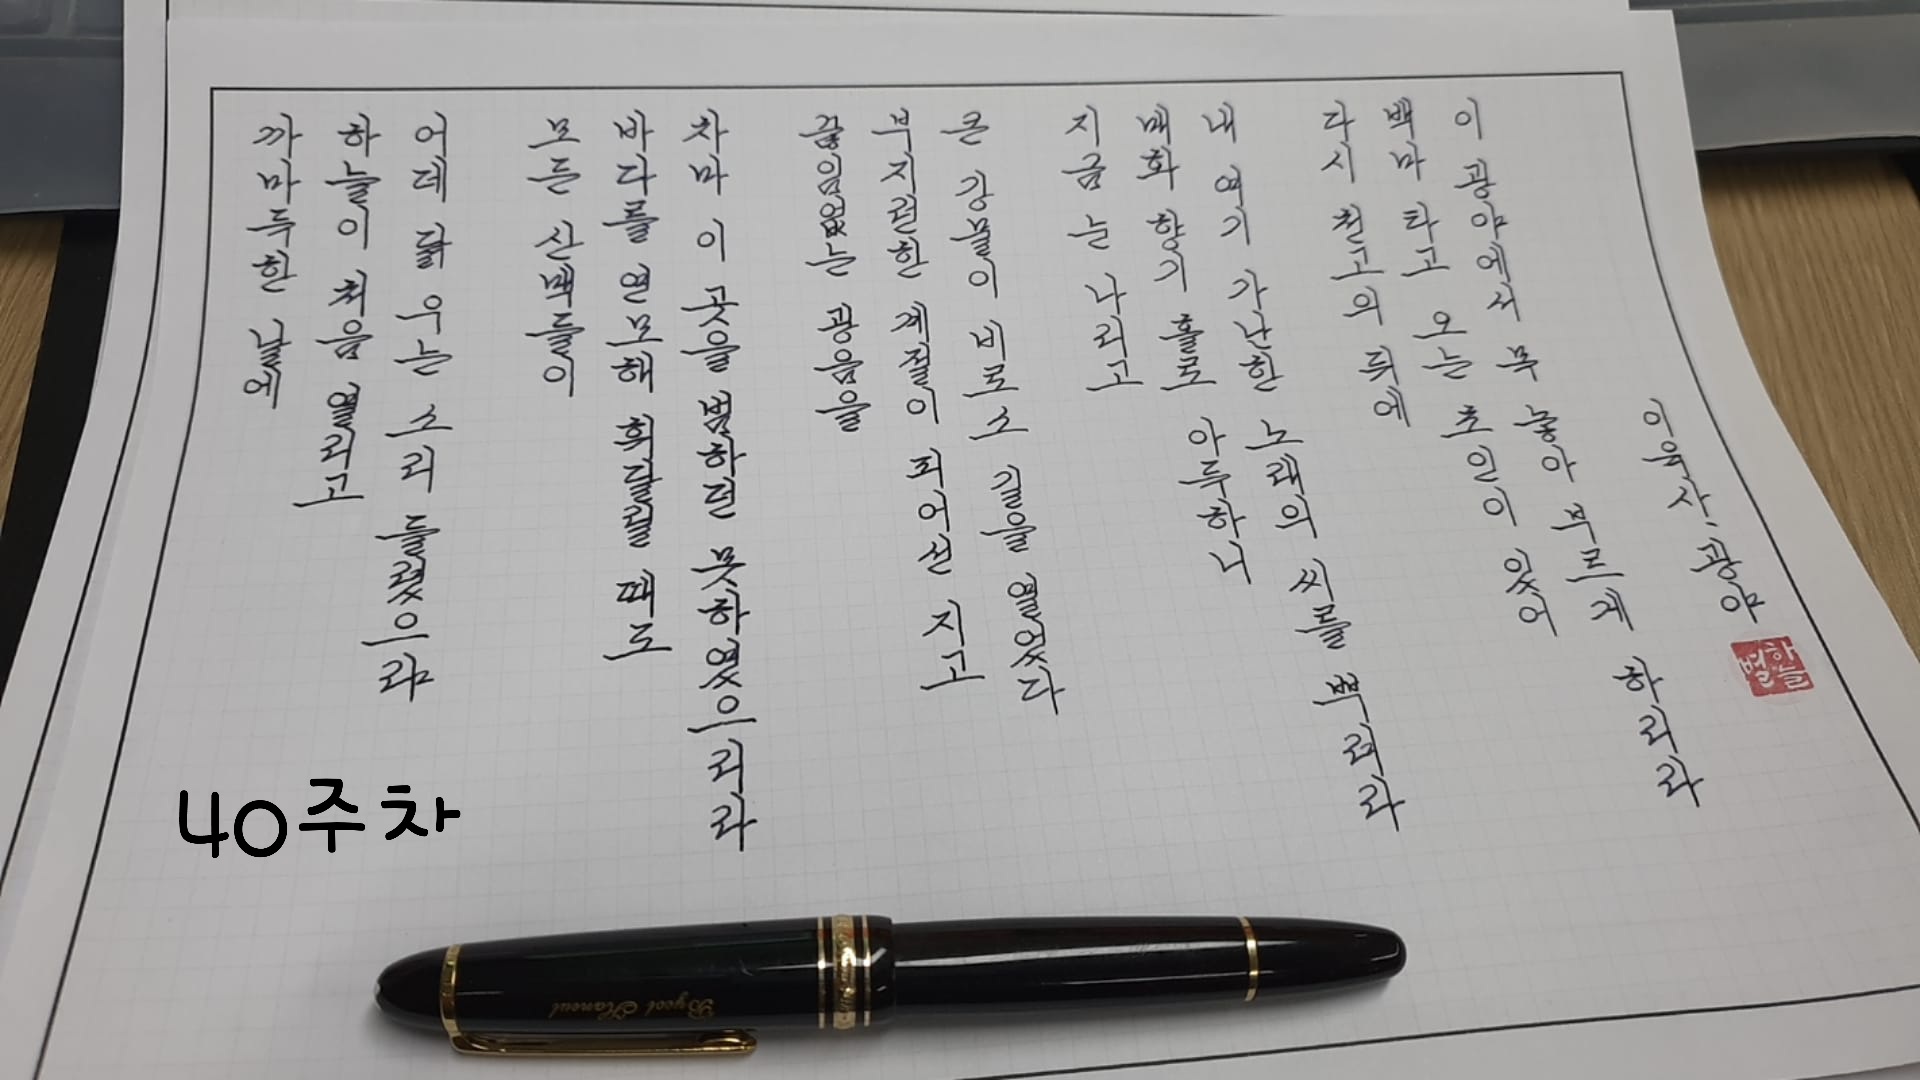 까마득한 날에
하늘이 처음 열리고
어데 닭 우는 소리 들렸으랴
모든 산맥들이
바다를 연모해 휘달릴 때도
차마 이 곳을 범하던 못하였으리라
끊임없는 광음을
부지런한 계절이 피어선 지고
큰 강물이 비로소 길을 열었다
지금 눈 나리고
매화 향기 홀로 아득하니
내 여기 가난한 노래의 씨를 뿌려라
다시 천고의 뒤에
백마 타고 오는 초인이 있어
이 광야에서 목 놓아 부르게 하리라
이육사, 광야
하늘
별
40주차
Byeol Haneul